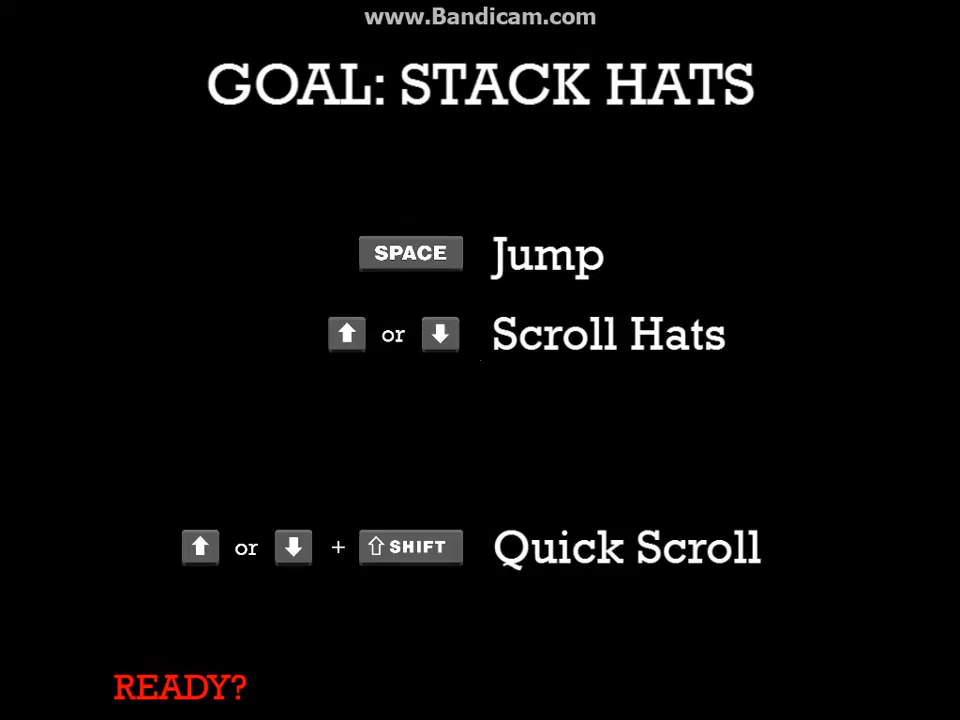 www.Bandicam.com
GOAL: STACK HATS
SPACE Jump
or Scroll Hats
or + SHIFT Quick Scroll
READY?